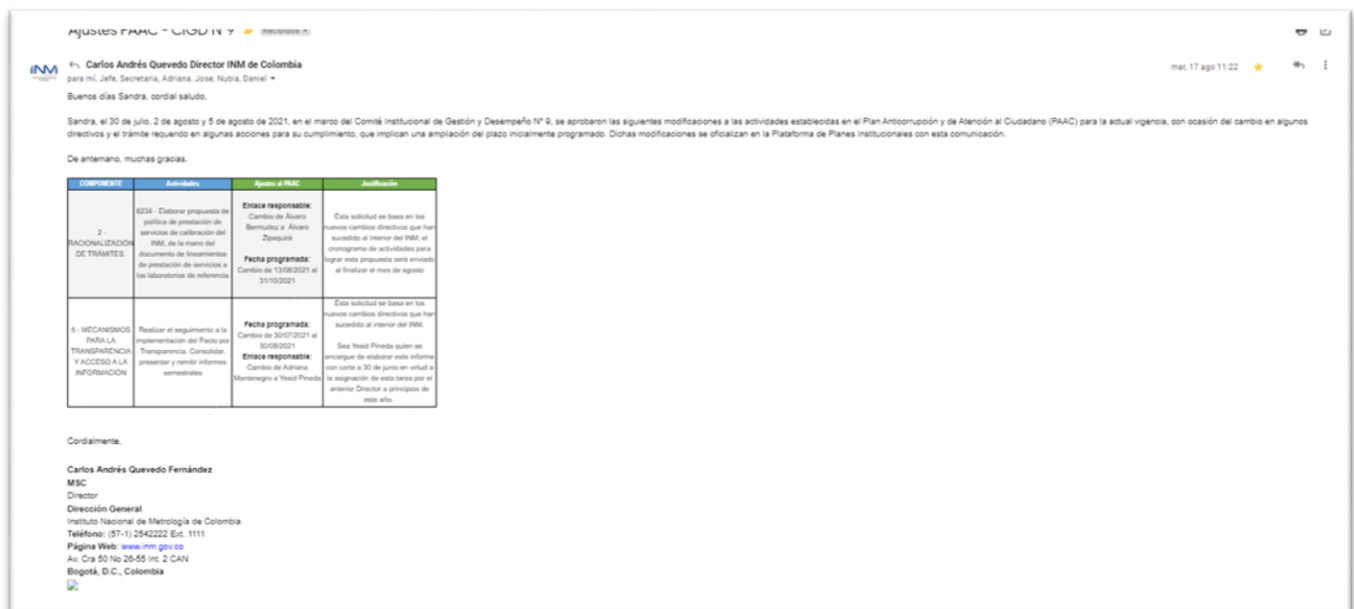 Ajustes PAAC - CIGD N 9 Recibidos ×
INM
Carlos Andrés Quevedo Director INM de Colombia
para mí, Jefe, Secretaria, Adriana, Jose, Nubia, Daniel
mar, 17 ago 11:22
Buenos días Sandra, cordial saludo,
Sandra, el 30 de julio, 2 de agosto y 5 de agosto de 2021, en el marco del Comité Institucional de Gestión y Desempeño N° 9, se aprobaron las siguientes modificaciones a las actividades establecidas en el Plan Anticorrupción y de Atención al Ciudadano (PAAC) para la actual vigencia, con ocasión del cambio en algunos
directivos y el trámite requerido en algunas acciones para su cumplimiento, que implican una ampliación del plazo inicialmente programado. Dichas modificaciones se oficializan en la Plataforma de Planes Institucionales con esta comunicación.
De antemano, muchas gracias.
COMPONENTE Actividades Ajustes al PAAC Justificación
2 -
RACIONALIZACIÓN
DE TRÁMITES
6234 - Elaborar propuesta de
política de prestación de
servicios de calibración del
INM, de la mano del
documento de lineamientos
de prestación de servicios a
los laboratorios de referencia
Enlace responsable:
Cambio de Álvaro
Bermudez a Álvaro
Zipaquirá
Fecha programada:
Cambio de 13/08/2021 al
31/10/2021
Esta solicitud se basa en los
nuevos cambios directivos que han
sucedido al interior del INM, el
cronograma de actividades para
lograr esta propuesta será enviado
al finalizar el mes de agosto
5 - MECANISMOS
PARA LA
TRANSPARENCIA
Y ACCESO A LA
INFORMACIÓN
Realizar el seguimiento a la
implementación del Pacto por
Transparencia. Consolidar,
presentar y remitir informes
semestrales
Fecha programada:
Cambio de 30/07/2021 al
30/08/2021
Enlace responsable:
Cambio de Adriana
Montenegro a Yesid Pineda
Esta solicitud se basa en los
nuevos cambios directivos que han
sucedido al interior del INM.
Sea Yesid Pineda quien se
encargue de elaborar este informe
con corte a 30 de junio en virtud a
la asignación de esta tarea por el
anterior Director a principios de
este año.
Cordialmente,
Carlos Andrés Quevedo Fernández
MSC
Director
Dirección General
Instituto Nacional de Metrología de Colombia
Teléfono: (57-1) 2542222 Ext. 1111
Página Web: www.inm.gov.co
Av. Cra 50 No 26-55 Int. 2 CAN
Bogotá, D.C., Colombia